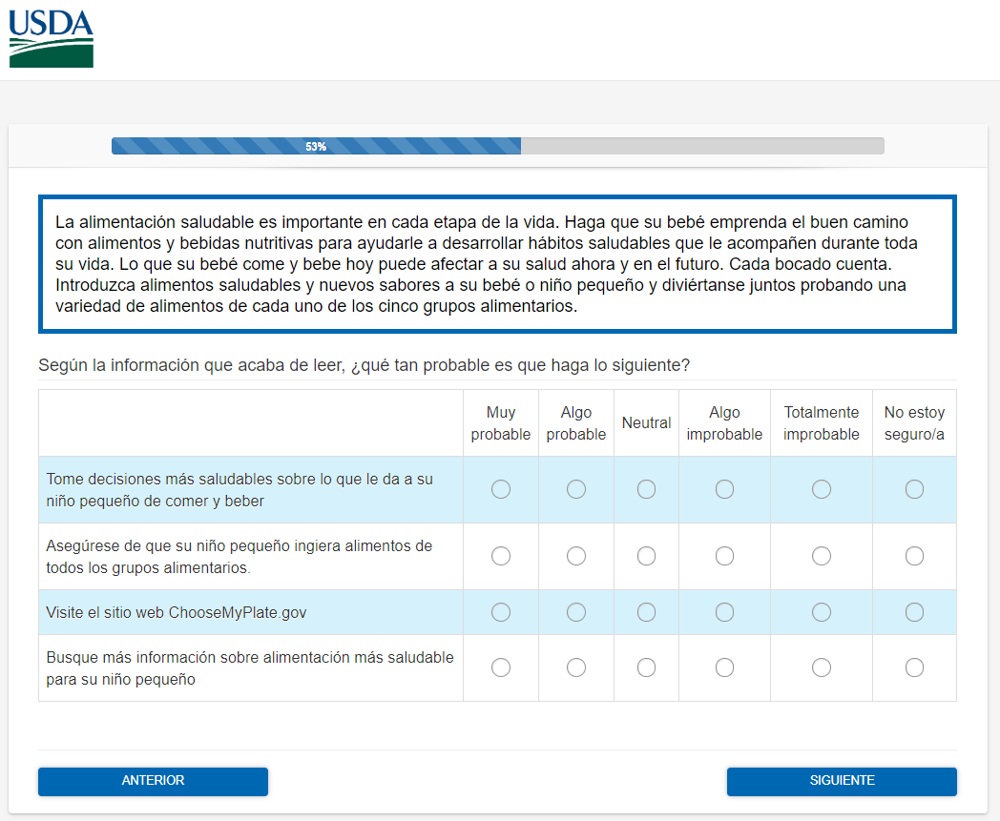 USDA
53%
La alimentación saludable es importante en cada etapa de la vida. Haga que su bebé emprenda el buen camino
con alimentos y bebidas nutritivas para ayudarle a desarrollar hábitos saludables que le acompañen durante toda
su vida. Lo que su bebé come y bebe hoy puede afectar a su salud ahora y en el futuro. Cada bocado cuenta.
Introduzca alimentos saludables y nuevos sabores a su bebé o niño pequeño y diviértanse juntos probando una
variedad de alimentos de cada uno de los cinco grupos alimentarios.
Según la información que acaba de leer, ¿qué tan probable es que haga lo siguiente?
Muy probable
Algo probable
Neutral
Algo improbable
Totalmente improbable
No estoy seguro/a
Tome decisiones más saludables sobre lo que le da a su
niño pequeño de comer y beber
Asegúrese de que su niño pequeño ingiera alimentos de
todos los grupos alimentarios.
Visite el sitio web ChooseMyPlate.gov
Busque más información sobre alimentación más saludable
para su niño pequeño
ANTERIOR
SIGUIENTE